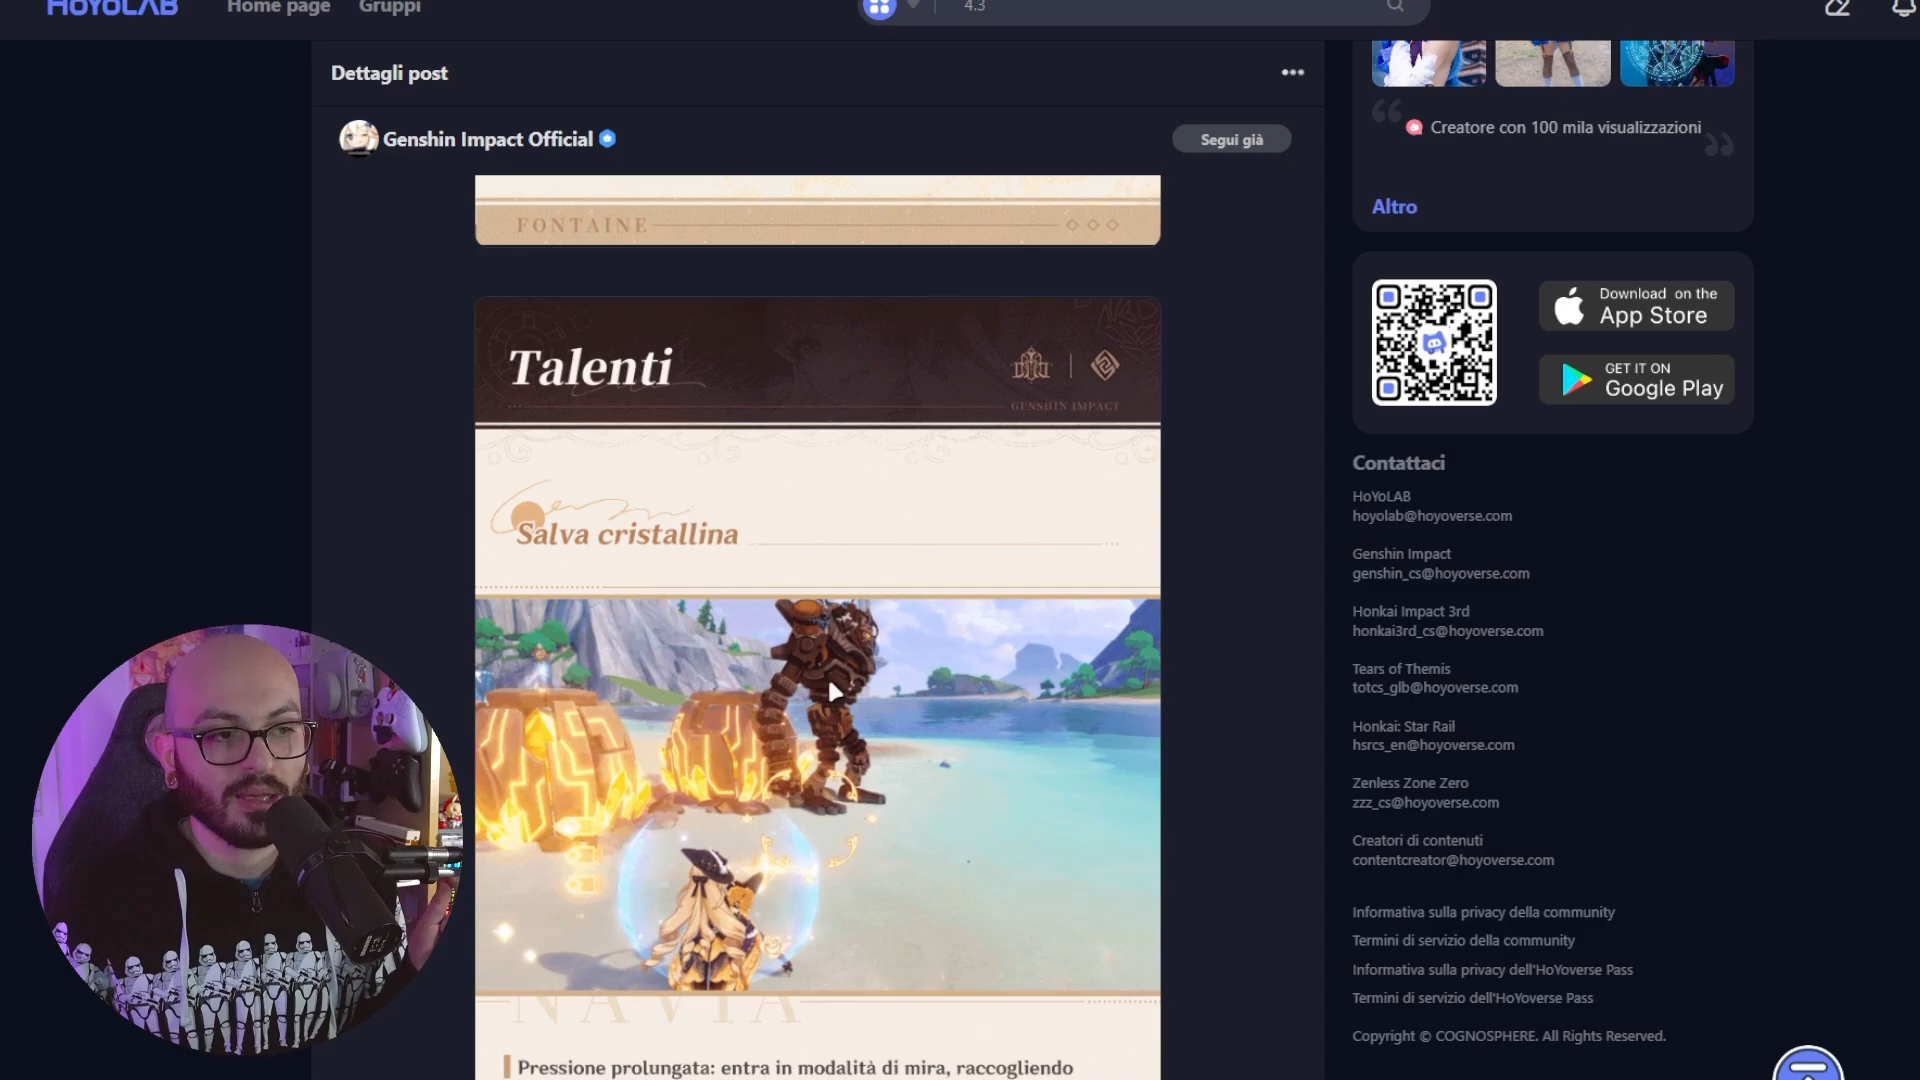 HOYOLAB
Home page
Gruppi
4.3
Dettagli post
Genshin Impact Official
Segui già
FONTAINE
Talenti
GENSHIN IMPACT
Salva cristallina
NAVIA
Pressione prolungata: entra in modalità di mira, raccogliendo
Creatore con 100 mila visualizzazioni
Altro
Download on the
App Store
GET IT ON
Google Play
Contattaci
HoYoLAB
hoyolab@hoyoverse.com
Genshin Impact
genshin_cs@hoyoverse.com
Honkai Impact 3rd
honkai3rd_cs@hoyoverse.com
Tears of Themis
totcs_glb@hoyoverse.com
Honkai: Star Rail
hsrcs_en@hoyoverse.com
Zenless Zone Zero
zzz_cs@hoyoverse.com
Creatori di contenuti
contentcreator@hoyoverse.com
Informativa sulla privacy della community
Termini di servizio della community
Informativa sulla privacy dell'HoYoverse Pass
Termini di servizio dell'HoYoverse Pass
Copyright © COGNOSPHERE. All Rights Reserved.